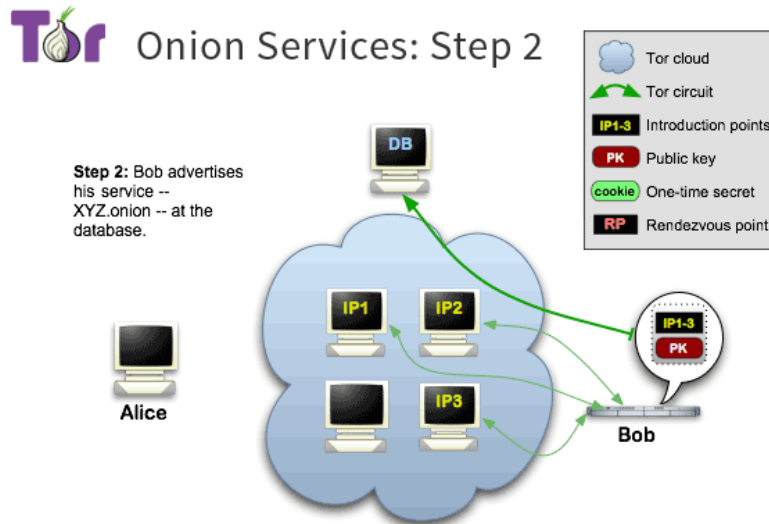 Tor Onion Services: Step 2
Tor cloud
Tor circuit
IP1-3 Introduction points
PK Public key
cookie One-time secret
RP Rendezvous point
DB
Step 2: Bob advertises
his service --
XYZ.onion -- at the
database.
IP1 IP2
IP1-3
PK
IP3
Alice
Bob